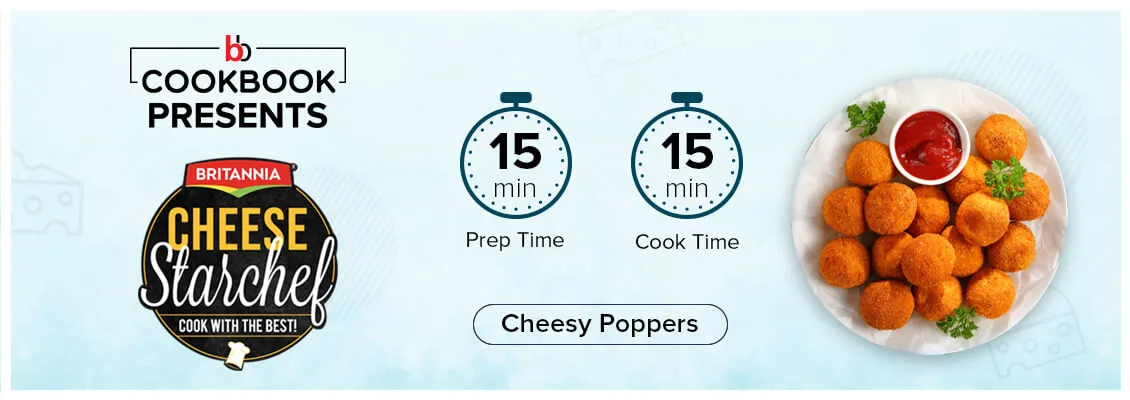 bb
COOKBOOK
PRESENTS
BRITANNIA
CHEESE
Starchef
COOK WITH THE BEST!
15
min
Prep Time
15
min
Cook Time
Cheesy Poppers